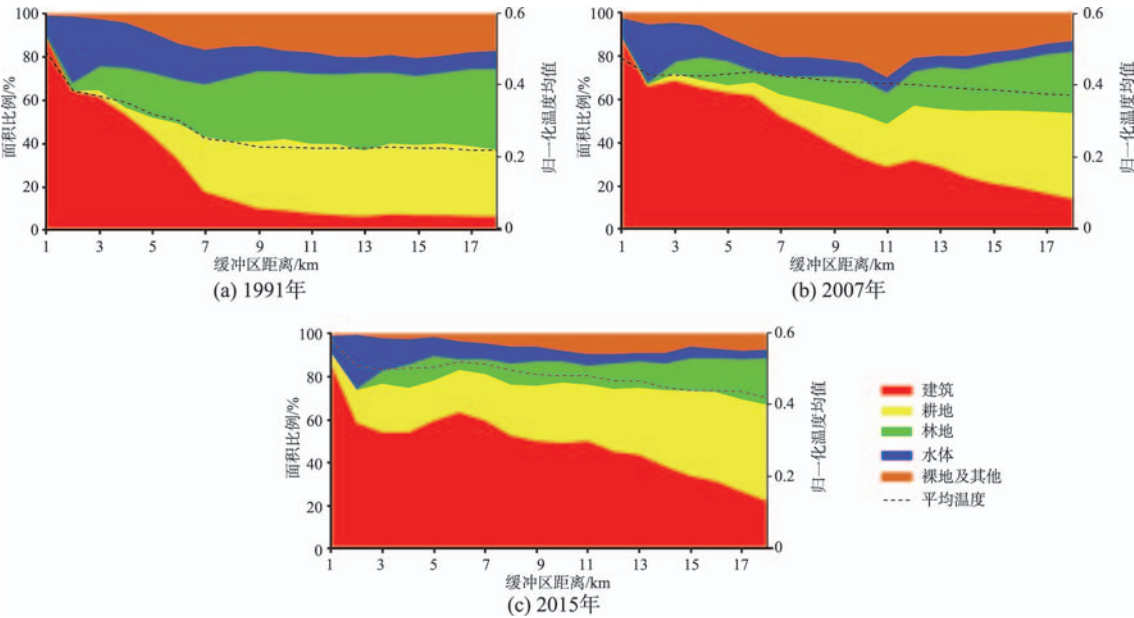 100
80
60
40
20
0
面积比例/%
0.6
0.4
0.2
0
归一化温度均值
1 3 5 7 9 11 13 15 17
缓冲区距离/km
(a) 1991年
100
80
60
40
20
0
面积比例/%
0.6
0.4
0.2
0
归一化温度均值
1 3 5 7 9 11 13 15 17
缓冲区距离/km
(b) 2007年
100
80
60
40
20
0
面积比例/%
0.6
0.4
0.2
0
归一化温度均值
1 3 5 7 9 11 13 15 17
缓冲区距离/km
(c) 2015年
建筑
耕地
林地
水体
裸地及其他
平均温度